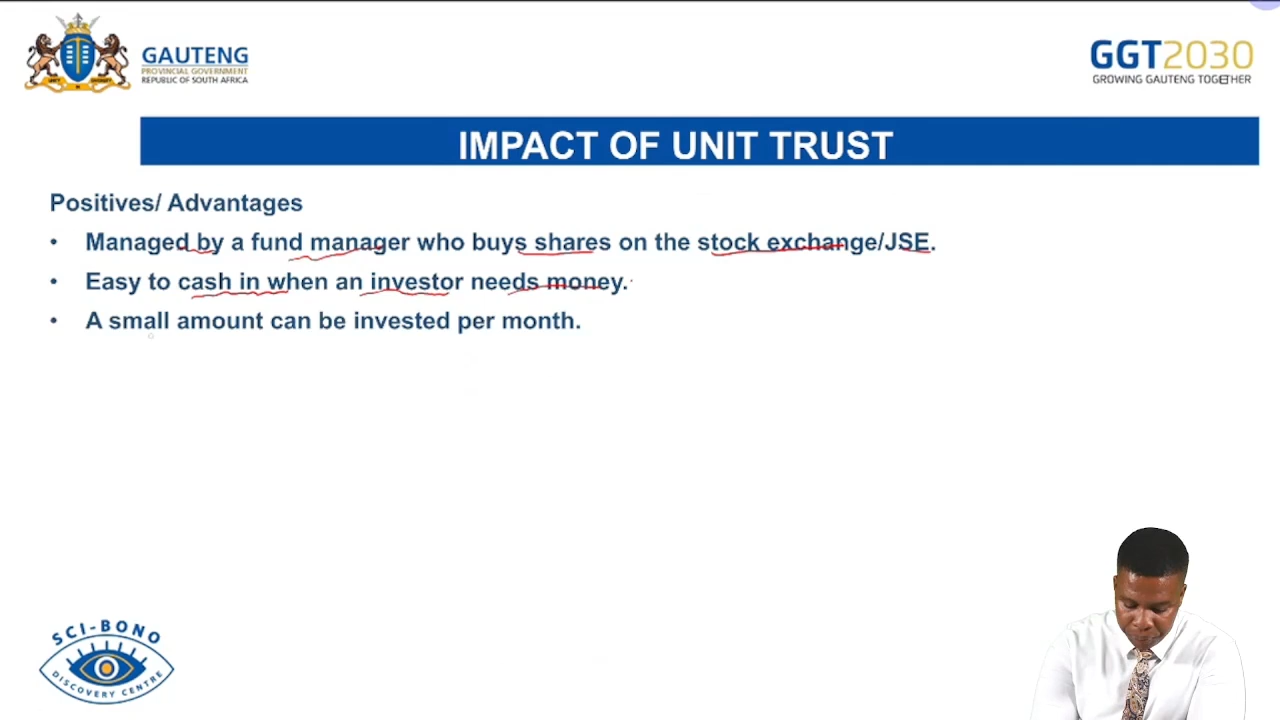 GAUTENG
PROVINCIAL GOVERNMENT
REPUBLIC OF SOUTH AFRICA
GGT2030
GROWING GAUTENG TOGETHER
IMPACT OF UNIT TRUST
Positives/ Advantages
• Managed by a fund manager who buys shares on the stock exchange/JSE.
• Easy to cash in when an investor needs money.
• A small amount can be invested per month.
SCI-BONO
DISCOVERY CENTRE